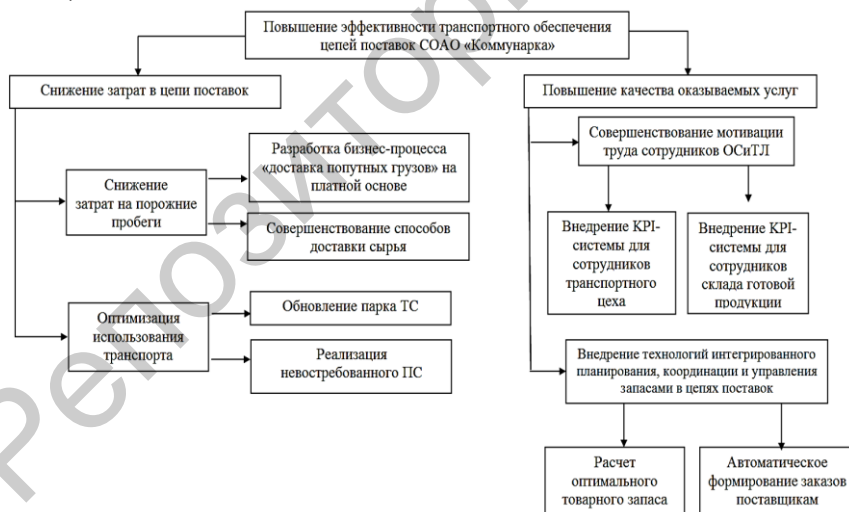 Повышение эффективности транспортного обеспечения
цепей поставок СОАО «Коммунарка»
Снижение затрат в цепи поставок
Снижение
затрат на порожние
пробеги
Разработка бизнес-процесса
«доставка попутных грузов» на
платной основе
Совершенствование способов
доставки сырья
Оптимизация
использования
транспорта
Обновление парка ТС
Реализация
невостребованного ПС
Повышение качества оказываемых услуг
Совершенствование мотивации
труда сотрудников ОСиТЛ
Внедрение KPI-
системы для
сотрудников
транспортного
цеха
Внедрение KPI-
системы для
сотрудников
склада готовой
продукции
Внедрение технологий интегрированного
планирования, координации и управления
запасами в цепях поставок
Расчет
оптимального
товарного запаса
Автоматическое
формирование заказов
поставщикам